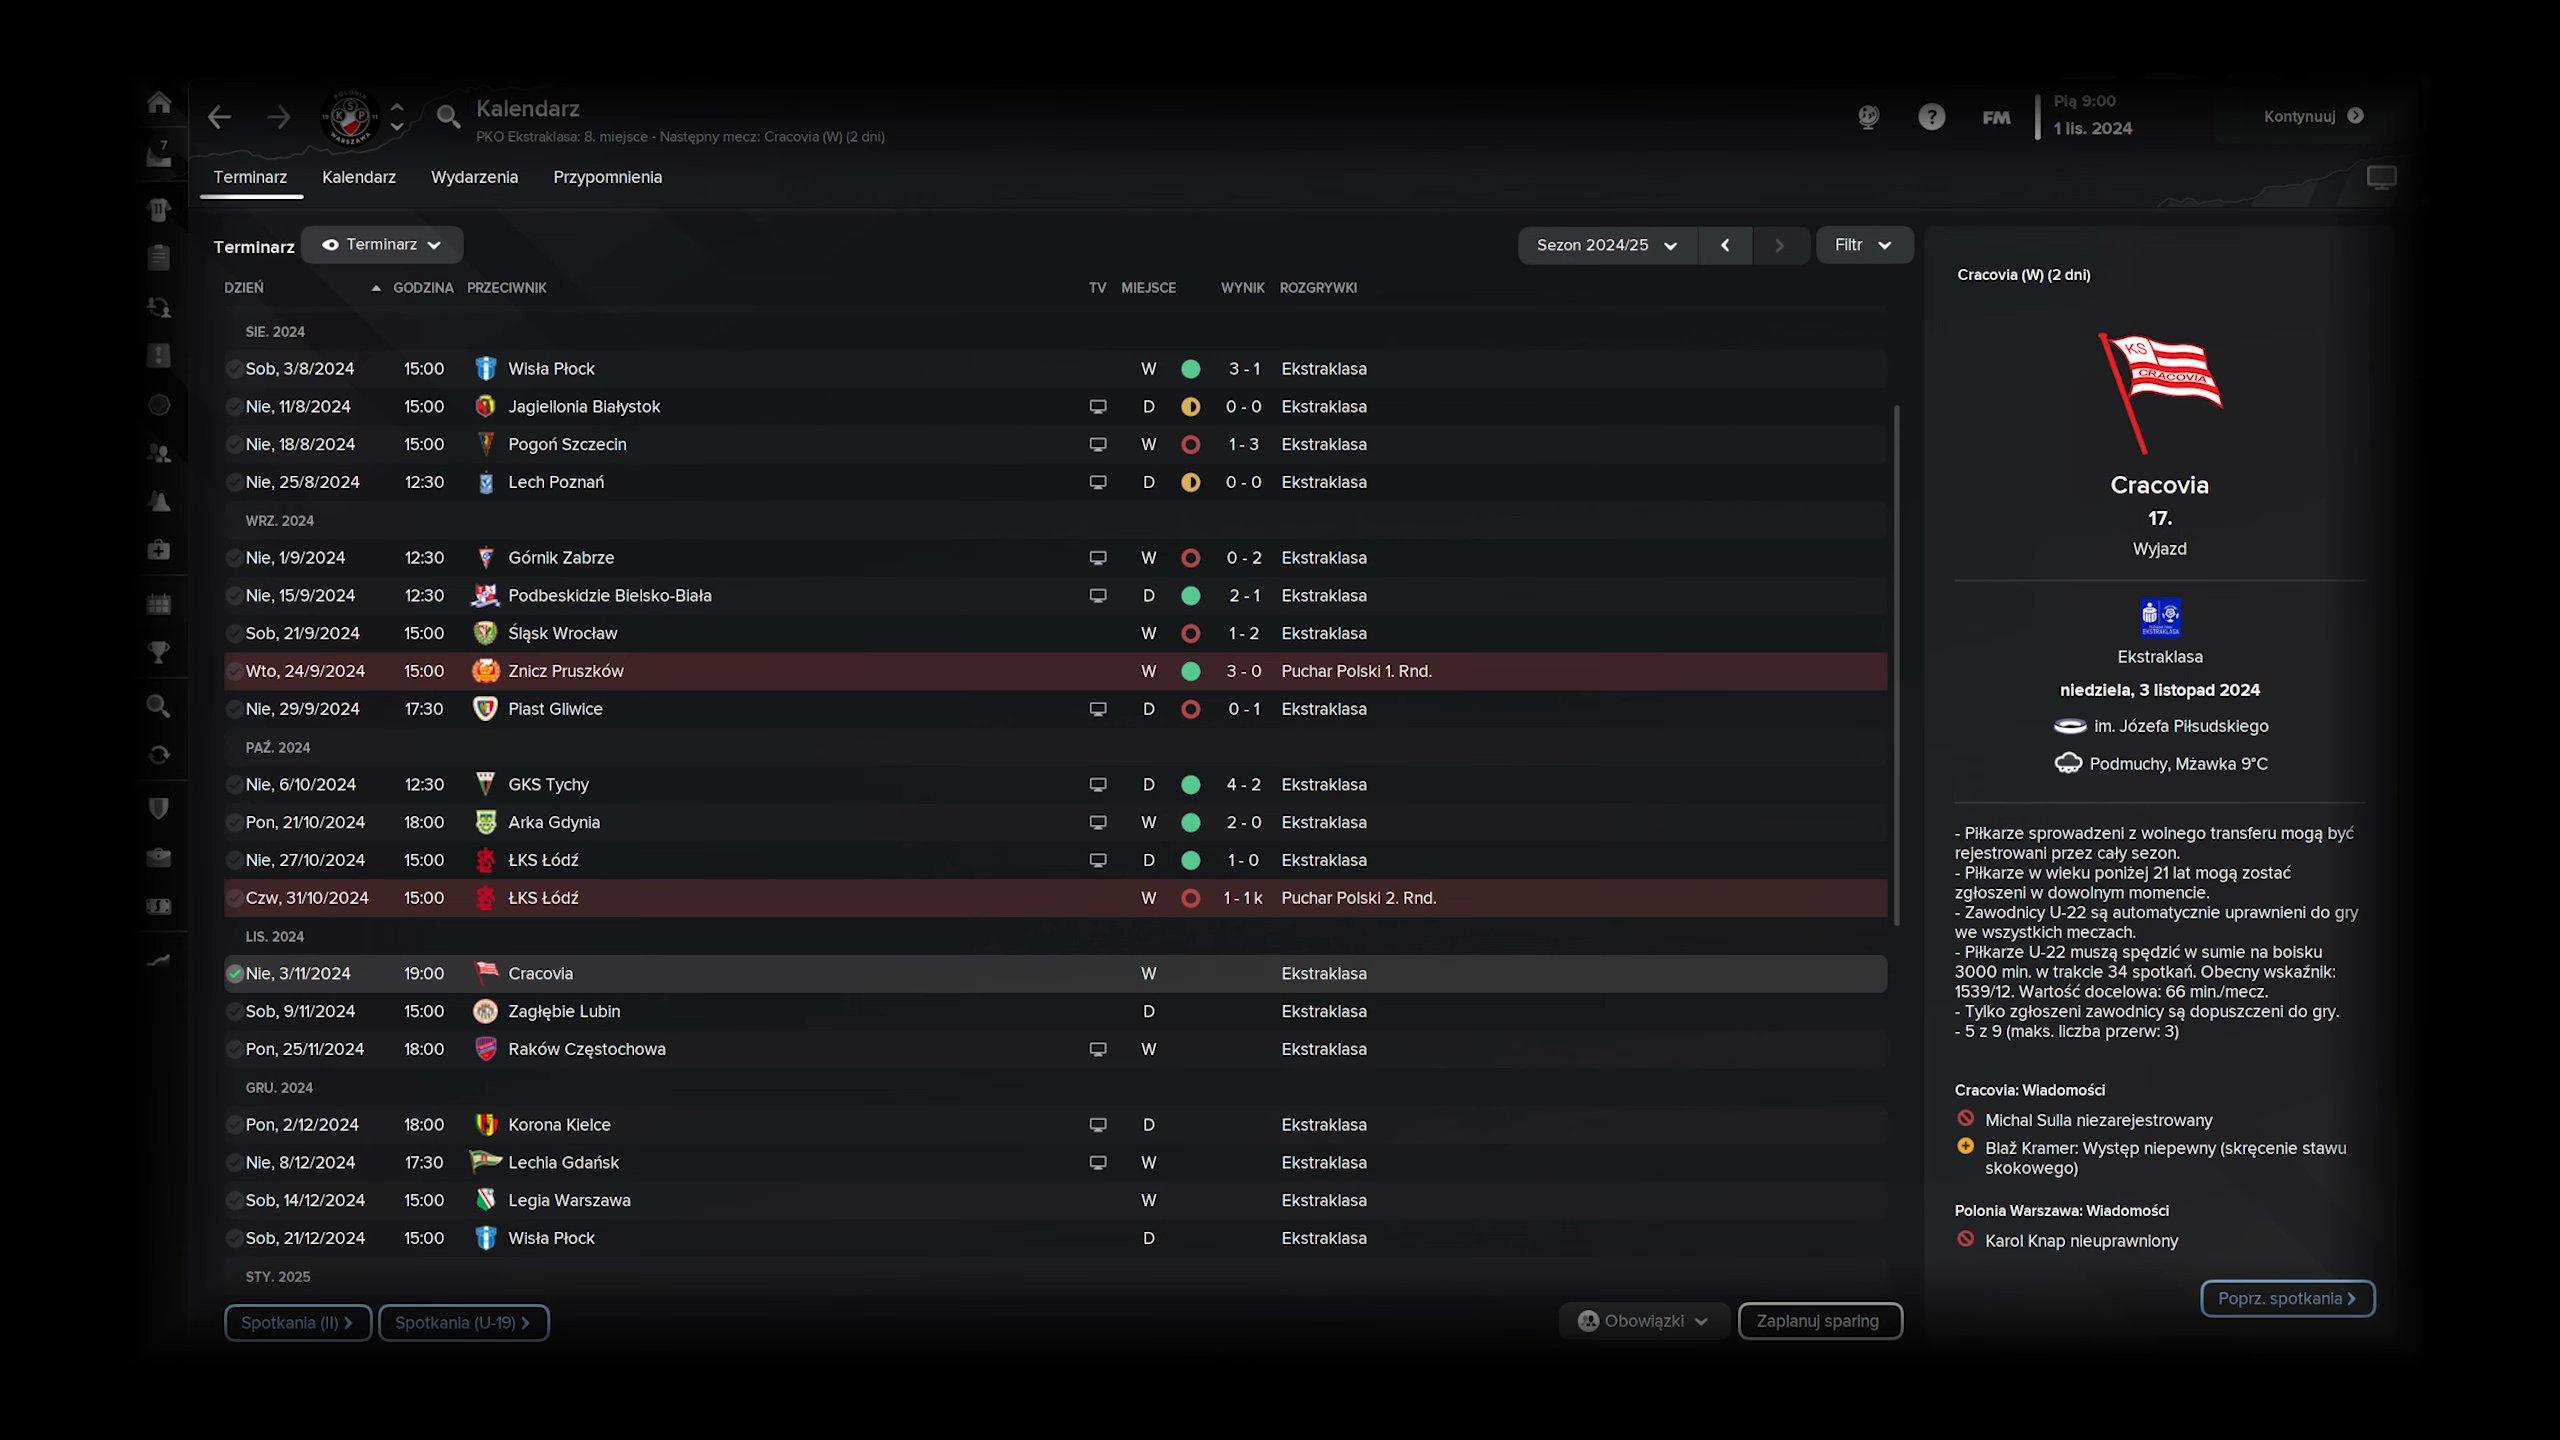 Kalendarz
PKO Ekstraklasa: 8. miejsce - Następny mecz: Cracovia (W) (2 dni)
FM
Pią 9:00
1 lis. 2024
Kontynuuj
7
Terminarz Kalendarz Wydarzenia Przypomnienia
Terminarz Terminarz Sezon 2024/25 Filtr
DZIEŃ GODZINA PRZECIWNIK TV MIEJSCE WYNIK ROZGRYWKI
SIE. 2024
Sob, 3/8/2024 15:00 Wisła Płock W 3 - 1 Ekstraklasa
Nie, 11/8/2024 15:00 Jagiellonia Białystok D 0 - 0 Ekstraklasa
Nie, 18/8/2024 15:00 Pogoń Szczecin W 1 - 3 Ekstraklasa
Nie, 25/8/2024 12:30 Lech Poznań D 0 - 0 Ekstraklasa
WRZ. 2024
Nie, 1/9/2024 12:30 Górnik Zabrze W 0 - 2 Ekstraklasa
Nie, 15/9/2024 12:30 Podbeskidzie Bielsko-Biała D 2 - 1 Ekstraklasa
Sob, 21/9/2024 15:00 Śląsk Wrocław W 1 - 2 Ekstraklasa
Wto, 24/9/2024 15:00 Znicz Pruszków W 3 - 0 Puchar Polski 1. Rnd.
Nie, 29/9/2024 17:30 Piast Gliwice D 0 - 1 Ekstraklasa
PAŹ. 2024
Nie, 6/10/2024 12:30 GKS Tychy D 4 - 2 Ekstraklasa
Pon, 21/10/2024 18:00 Arka Gdynia W 2 - 0 Ekstraklasa
Nie, 27/10/2024 15:00 ŁKS Łódź D 1 - 0 Ekstraklasa
Czw, 31/10/2024 15:00 ŁKS Łódź W 1 - 1 k Puchar Polski 2. Rnd.
LIS. 2024
Nie, 3/11/2024 19:00 Cracovia W Ekstraklasa
Sob, 9/11/2024 15:00 Zagłębie Lubin D Ekstraklasa
Pon, 25/11/2024 18:00 Raków Częstochowa W Ekstraklasa
GRU. 2024
Pon, 2/12/2024 18:00 Korona Kielce D Ekstraklasa
Nie, 8/12/2024 17:30 Lechia Gdańsk W Ekstraklasa
Sob, 14/12/2024 15:00 Legia Warszawa W Ekstraklasa
Sob, 21/12/2024 15:00 Wisła Płock D Ekstraklasa
STY. 2025
Spotkania (II) Spotkania (U-19) Obowiązki Zaplanuj sparing
Cracovia (W) (2 dni)
KS
CRACOVIA
Cracovia
17.
Wyjazd
EKSTRAKLASA
Ekstraklasa
niedziela, 3 listopad 2024
im. Józefa Piłsudskiego
Podmuchy, Mżawka 9°C
- Piłkarze sprowadzeni z wolnego transferu mogą być
rejestrowani przez cały sezon.
- Piłkarze w wieku poniżej 21 lat mogą zostać
zgłoszeni w dowolnym momencie.
- Zawodnicy U-22 są automatycznie uprawnieni do gry
we wszystkich meczach.
- Piłkarze U-22 muszą spędzić w sumie na boisku
3000 min. w trakcie 34 spotkań. Obecny wskaźnik:
1539/12. Wartość docelowa: 66 min./mecz.
- Tylko zgłoszeni zawodnicy są dopuszczeni do gry.
- 5 z 9 (maks. liczba przerw: 3)
Cracovia: Wiadomości
Michal Sulla niezarejestrowany
Blaž Kramer: Występ niepewny (skręcenie stawu
skokowego)
Polonia Warszawa: Wiadomości
Karol Knap nieuprawniony
Poprz. spotkania